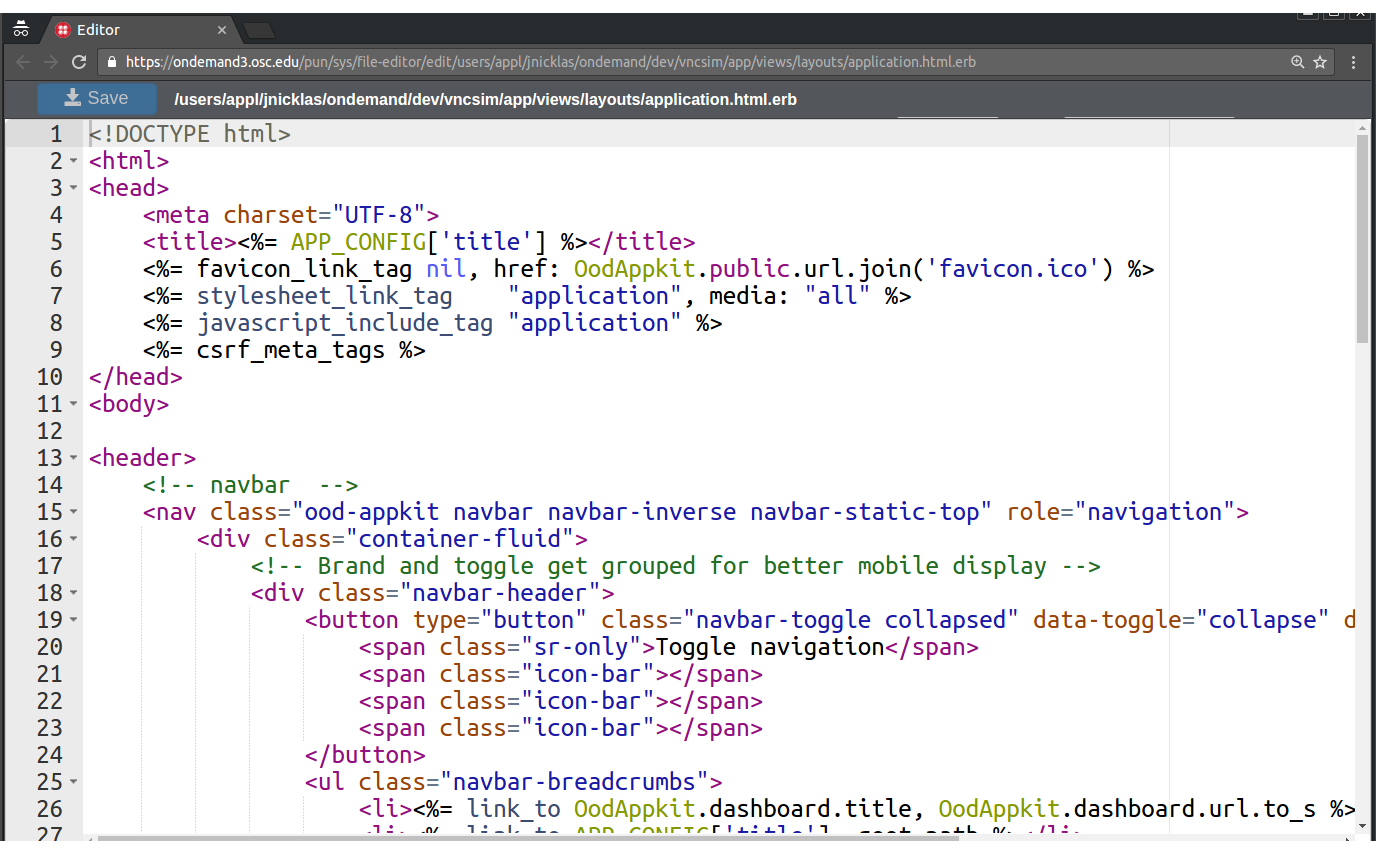 Editor
https://ondemand3.osc.edu/pun/sys/file-editor/edit/users/appl/jnicklas/ondemand/dev/vncsim/app/views/layouts/application.html.erb
Save /users/appl/jnicklas/ondemand/dev/vncsim/app/views/layouts/application.html.erb
1 <!DOCTYPE html>
2 <html>
3 <head>
4     <meta charset="UTF-8">
5     <title><%= APP_CONFIG['title'] %></title>
6     <%= favicon_link_tag nil, href: OodAppkit.public.url.join('favicon.ico') %>
7     <%= stylesheet_link_tag    "application", media: "all" %>
8     <%= javascript_include_tag "application" %>
9     <%= csrf_meta_tags %>
10 </head>
11 <body>
12
13 <header>
14     <!-- navbar  -->
15     <nav class="ood-appkit navbar navbar-inverse navbar-static-top" role="navigation">
16         <div class="container-fluid">
17             <!-- Brand and toggle get grouped for better mobile display -->
18             <div class="navbar-header">
19                 <button type="button" class="navbar-toggle collapsed" data-toggle="collapse" d
20                     <span class="sr-only">Toggle navigation</span>
21                     <span class="icon-bar"></span>
22                     <span class="icon-bar"></span>
23                     <span class="icon-bar"></span>
24                 </button>
25                 <ul class="navbar-breadcrumbs">
26                     <li><%= link_to OodAppkit.dashboard.title, OodAppkit.dashboard.url.to_s %>
27                     <li><%= link_to APP_CONFIG['title'], root_path %></li>